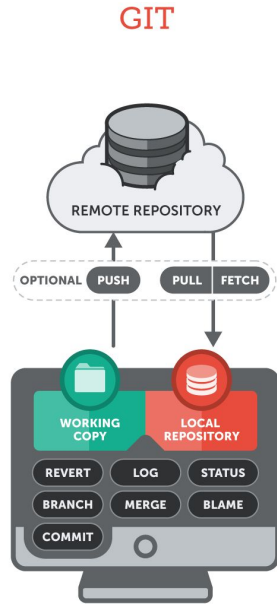 GIT
REMOTE REPOSITORY
OPTIONAL PUSH PULL FETCH
WORKING COPY
LOCAL REPOSITORY
REVERT LOG STATUS
BRANCH MERGE BLAME
COMMIT